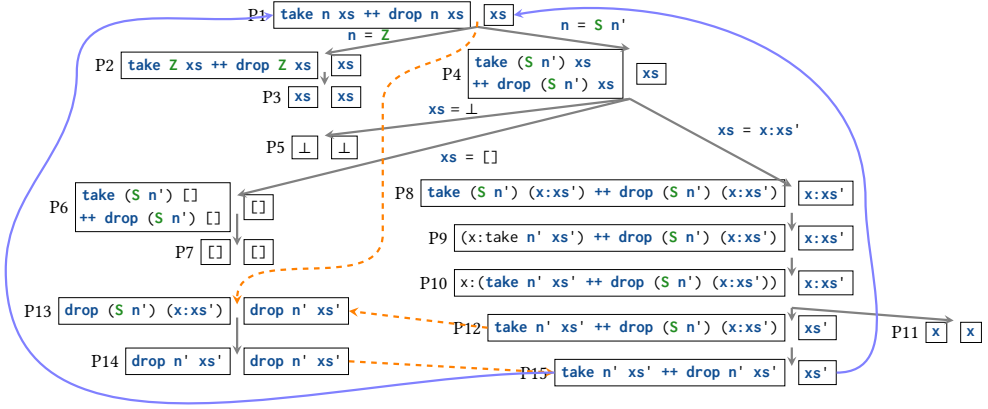 P1 take n xs ++ drop n xs xs
n = Z n = S n'
P2 take Z xs ++ drop Z xs xs
P3 xs xs
P4 take (S n') xs
++ drop (S n') xs xs
xs = ⊥
P5 ⊥ ⊥
xs = x:xs'
xs = []
P6 take (S n') []
++ drop (S n') [] []
P7 [] []
P8 take (S n') (x:xs') ++ drop (S n') (x:xs') x:xs'
P9 (x:take n' xs') ++ drop (S n') (x:xs') x:xs'
P10 x:(take n' xs' ++ drop (S n') (x:xs')) x:xs'
P13 drop (S n') (x:xs') drop n' xs'
P12 take n' xs' ++ drop (S n') (x:xs') xs'
P11 x x
P14 drop n' xs' drop n' xs'
P15 take n' xs' ++ drop n' xs' xs'